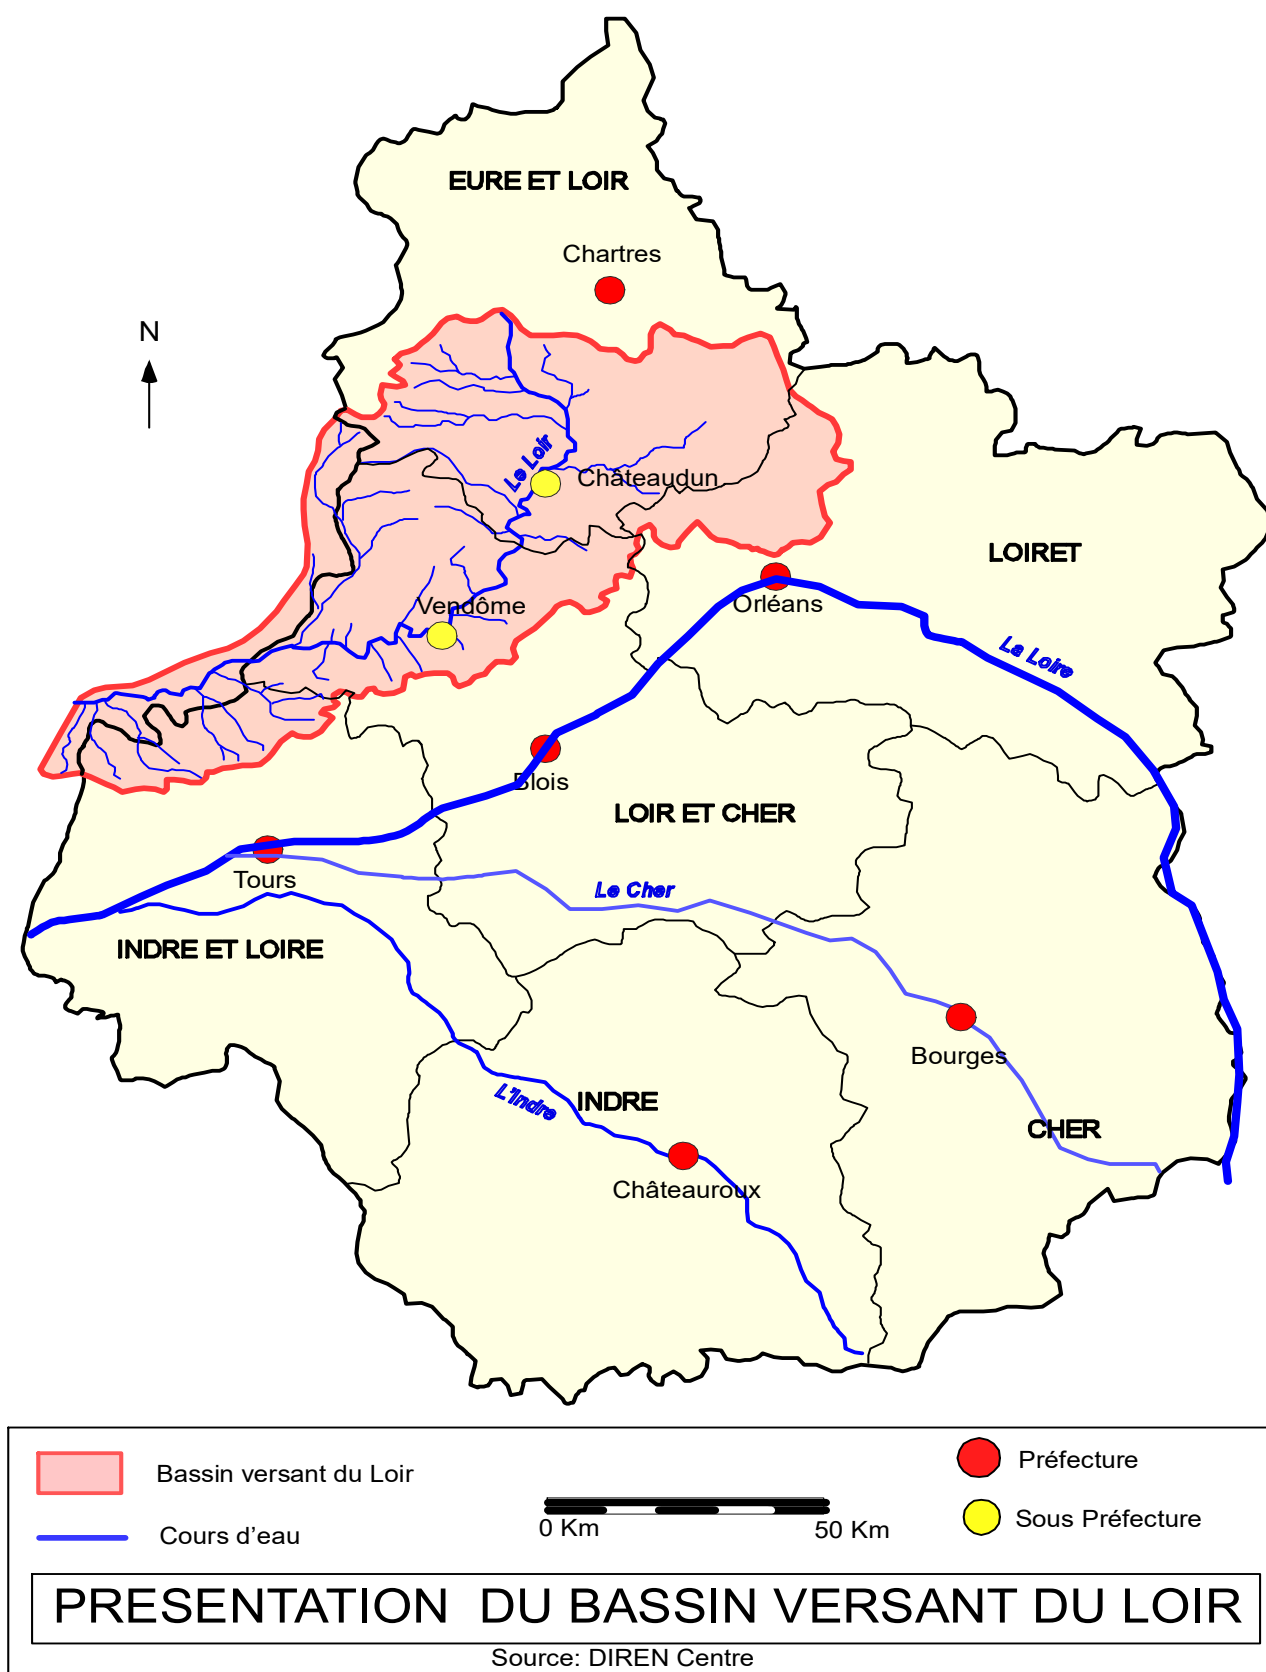 EURE ET LOIR
Chartres
N
Le Loir
Châteaudun
LOIRET
Vendôme
Orléans
La Loire
Blois
LOIR ET CHER
Tours
Le Cher
INDRE ET LOIRE
Bourges
L'Indre
INDRE
CHER
Châteauroux
Bassin versant du Loir
Préfecture
0 Km
50 Km
Sous Préfecture
Cours d'eau
PRESENTATION DU BASSIN VERSANT DU LOIR
Source: DIREN Centre